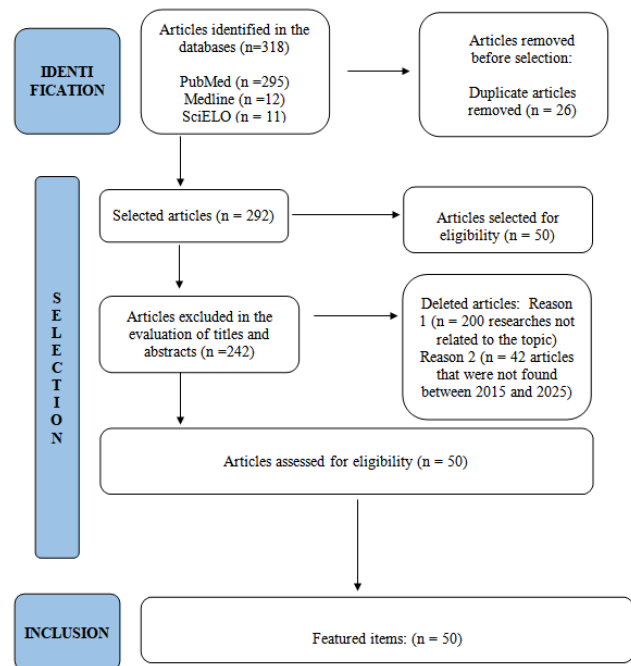 IDENTI
FICATION
Articles identified in the
databases (n=318)
PubMed (n =295)
Medline (n =12)
SciELO (n = 11)
Articles removed
before selection:
Duplicate articles
removed (n = 26)
S
E
L
E
C
T
I
O
N
Selected articles (n = 292)
Articles selected for
eligibility (n = 50)
Articles excluded in the
evaluation of titles and
abstracts (n =242)
Deleted articles: Reason
1 (n = 200 researches not
related to the topic)
Reason 2 (n = 42 articles
that were not found
between 2015 and 2025)
Articles assessed for eligibility (n = 50)
INCLUSION
Featured items: (n = 50)